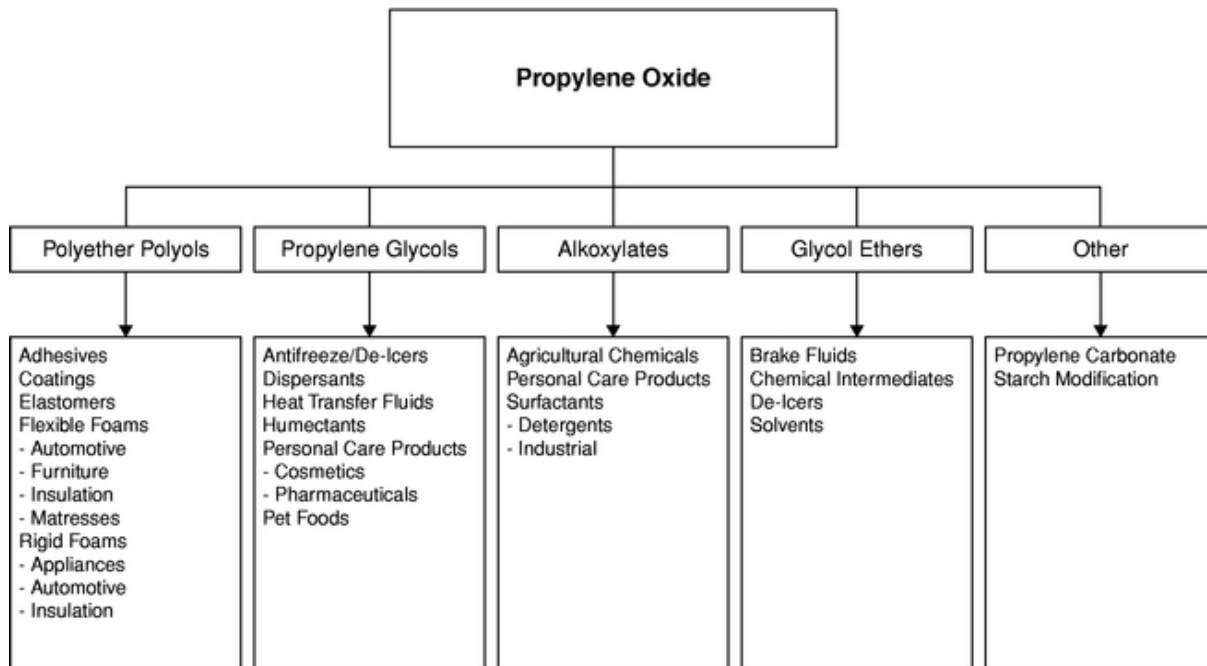 Propylene Oxide
Polyether Polyols
Propylene Glycols
Alkoxylates
Glycol Ethers
Other
Adhesives
Coatings
Elastomers
Flexible Foams
- Automotive
- Furniture
- Insulation
- Matresses
Rigid Foams
- Appliances
- Automotive
- Insulation
Antifreeze/De-Icers
Dispersants
Heat Transfer Fluids
Humectants
Personal Care Products
- Cosmetics
- Pharmaceuticals
Pet Foods
Agricultural Chemicals
Personal Care Products
Surfactants
- Detergents
- Industrial
Brake Fluids
Chemical Intermediates
De-Icers
Solvents
Propylene Carbonate
Starch Modification